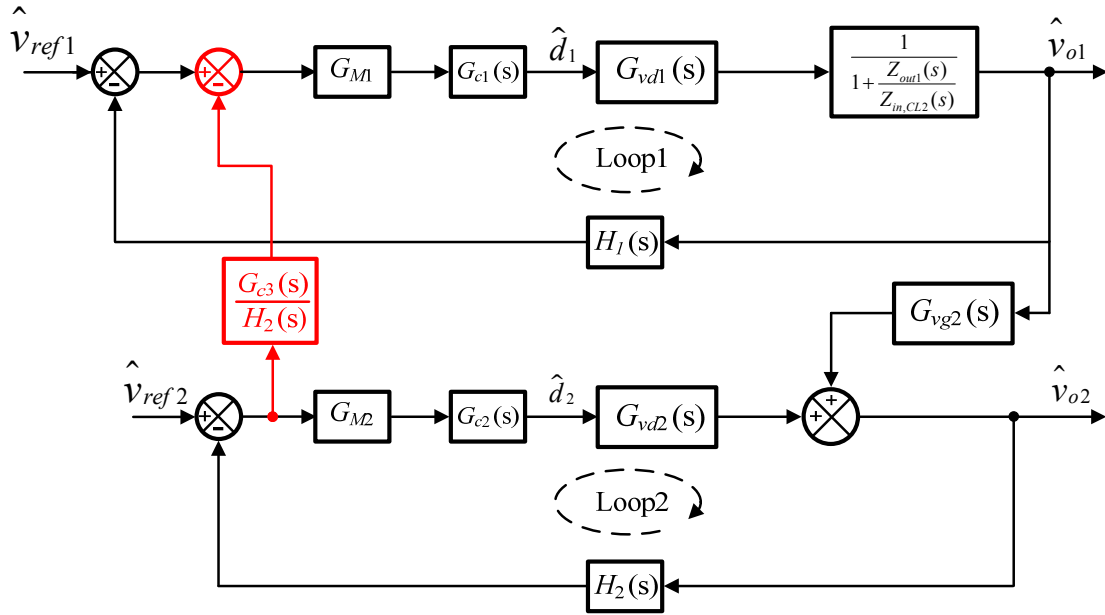 v̂ref1
+
-
+
-
GM1
Gc1(s)
d̂1
Gvd1(s)
1
1+ Zout1(s)
Zin,CL2(s)
v̂o1
Loop1
H1(s)
Gc3(s)
H2(s)
Gvg2(s)
v̂ref2
+
-
GM2
Gc2(s)
d̂2
Gvd2(s)
+
+
v̂o2
Loop2
H2(s)